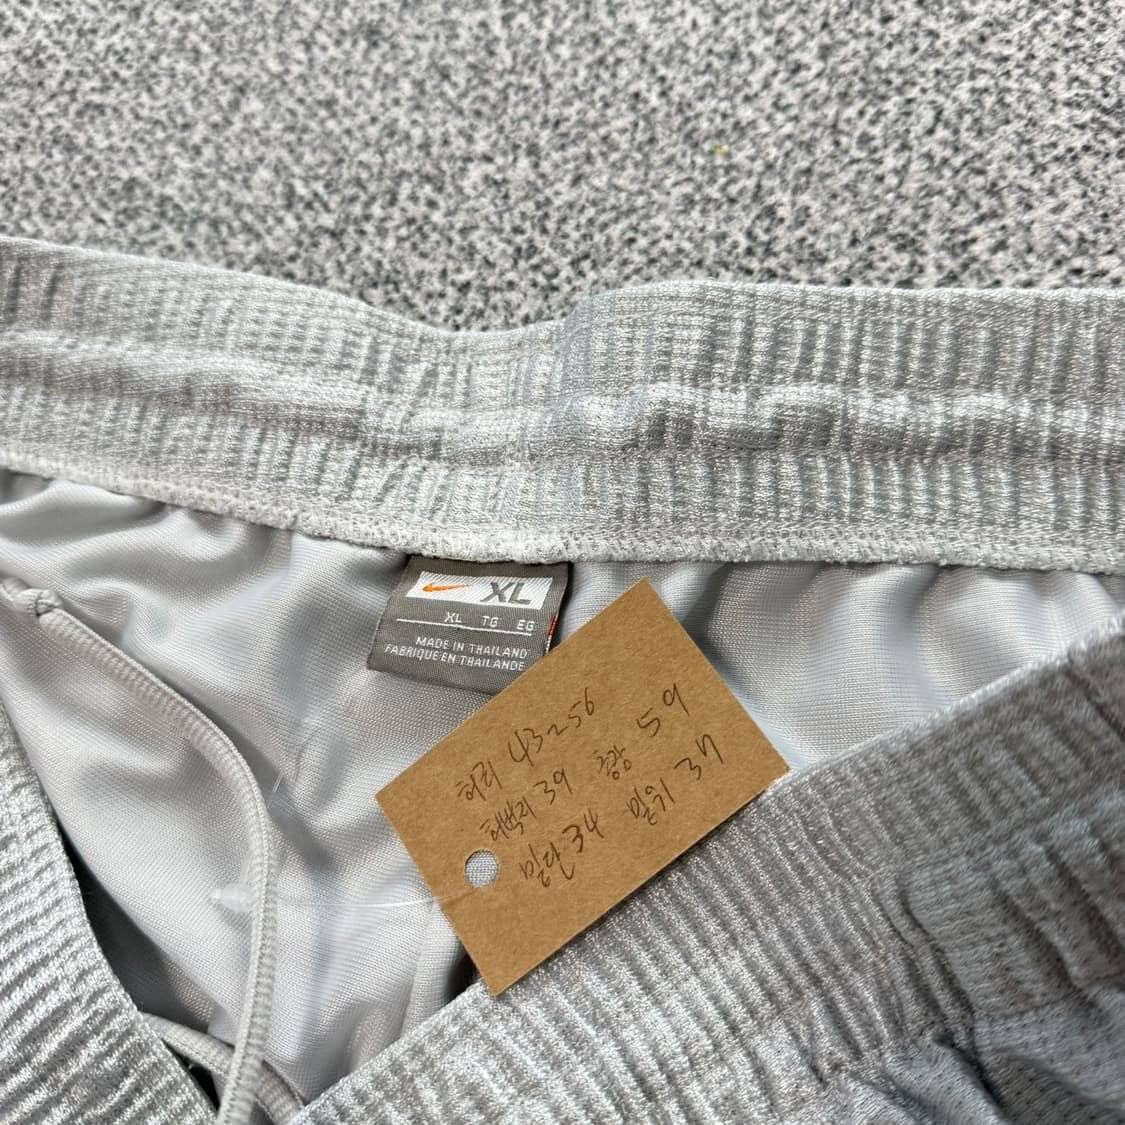 XL
XL TG EG
MADE IN THAILAND
FABRIQUE EN THAILANDE
허리 43~56
허벅지 39 총장 59
밑단 34 밑위 37